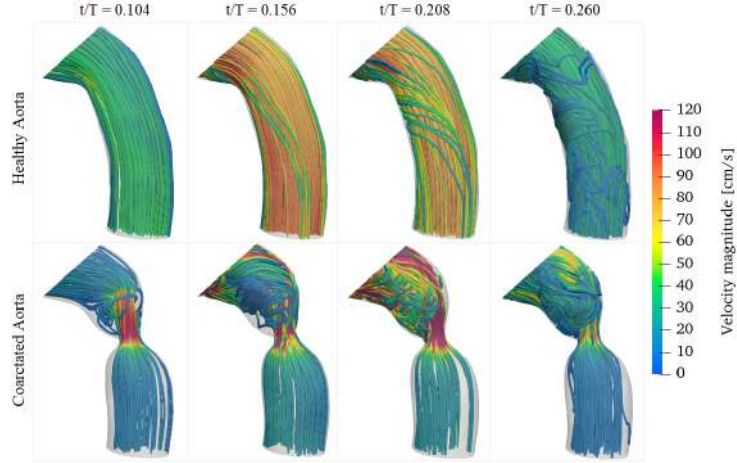 t/T = 0.104
t/T = 0.156
t/T = 0.208
t/T = 0.260
Healthy Aorta
Coarctated Aorta
120
110
100
90
80
70
60
50
40
30
20
10
0
Velocity magnitude [cm/s]